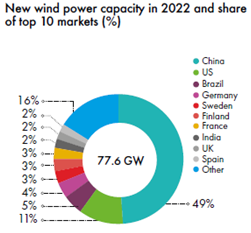 New wind power capacity in 2022 and share
of top 10 markets (%)
16%
2%
2%
2%
3%
3%
3%
4%
5%
11%
49%
77.6 GW
China
US
Brazil
Germany
Sweden
Finland
France
India
UK
Spain
Other